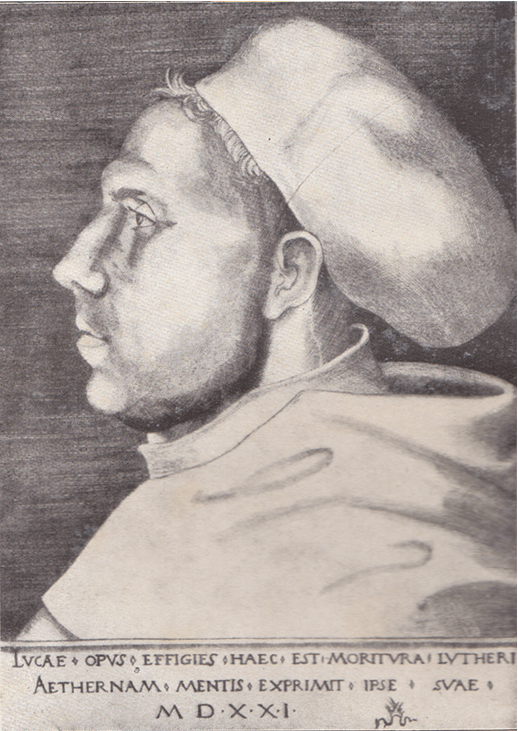 LVCAE ◊ OPVS ◊ EFFIGIES ◊ HAEC ◊ EST ◊ MORITVRA ◊ LVTHERI
AETHERNAM ◊ MENTIS ◊ EXPRIMIT ◊ IPSE ◊ SVAE ◊
M D · X · X · I ·